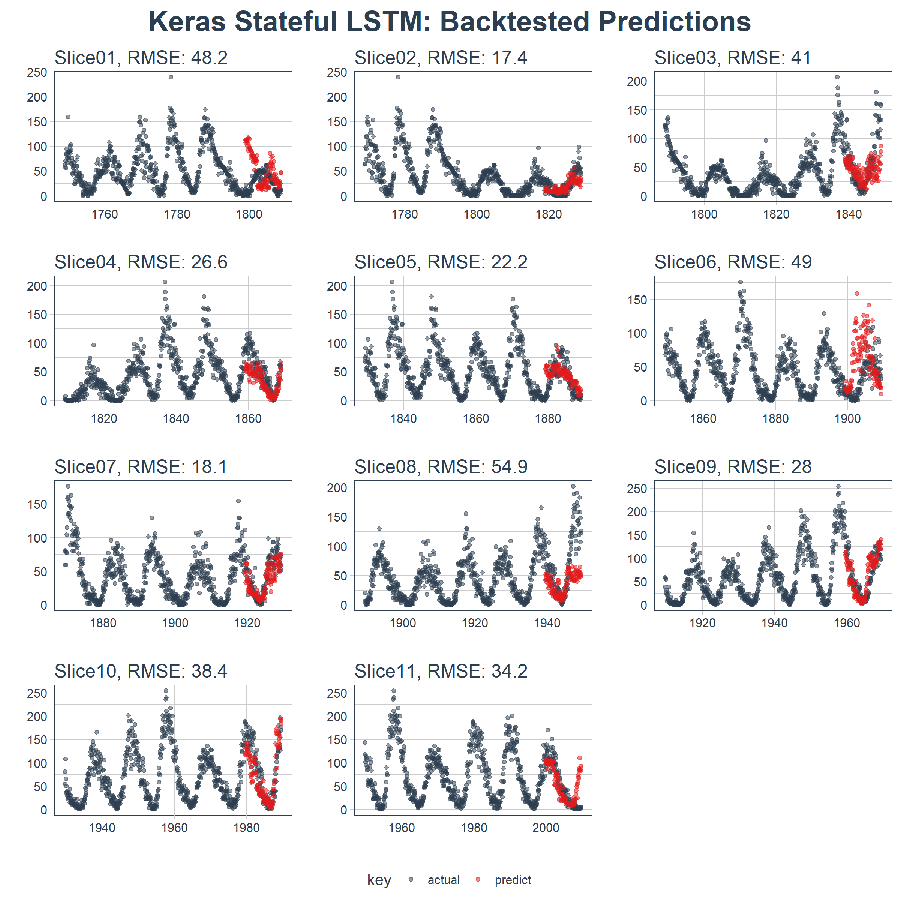 Keras Stateful LSTM: Backtested Predictions
Slice01, RMSE: 48.2
250
200
150
100
50
0
1760 1780 1800
Slice02, RMSE: 17.4
250
200
150
100
50
0
1780 1800 1820
Slice03, RMSE: 41
200
150
100
50
0
1800 1820 1840
Slice04, RMSE: 26.6
200
150
100
50
0
1820 1840 1860
Slice05, RMSE: 22.2
200
150
100
50
0
1840 1860 1880
Slice06, RMSE: 49
150
100
50
0
1860 1880 1900
Slice07, RMSE: 18.1
150
100
50
0
1880 1900 1920
Slice08, RMSE: 54.9
200
150
100
50
0
1900 1920 1940
Slice09, RMSE: 28
250
200
150
100
50
0
1920 1940 1960
Slice10, RMSE: 38.4
250
200
150
100
50
0
1940 1960 1980
Slice11, RMSE: 34.2
250
200
150
100
50
0
1960 1980 2000
key actual predict